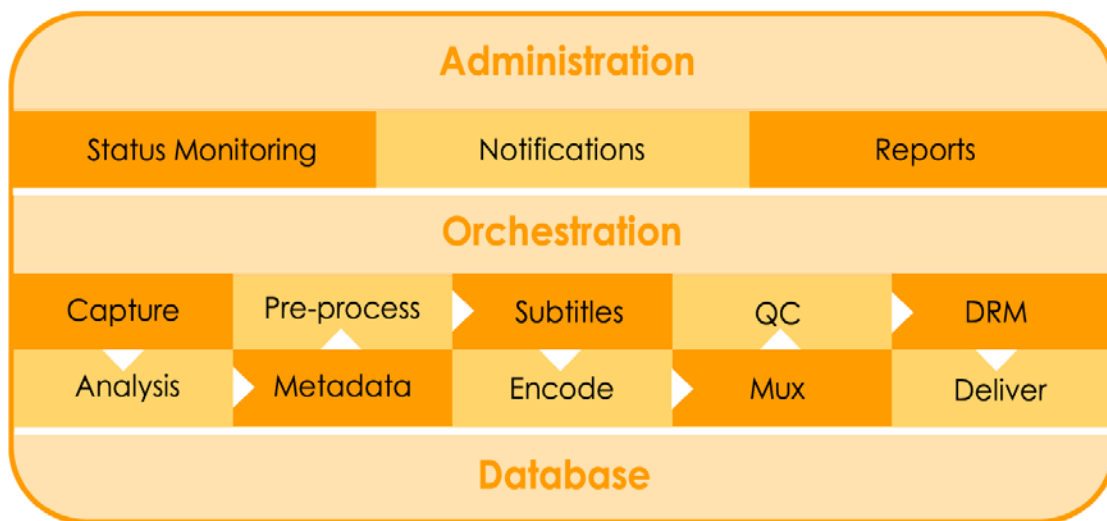 Administration
Status Monitoring Notifications Reports
Orchestration
Capture Pre-process Subtitles QC DRM
Analysis Metadata Encode Mux Deliver
Database